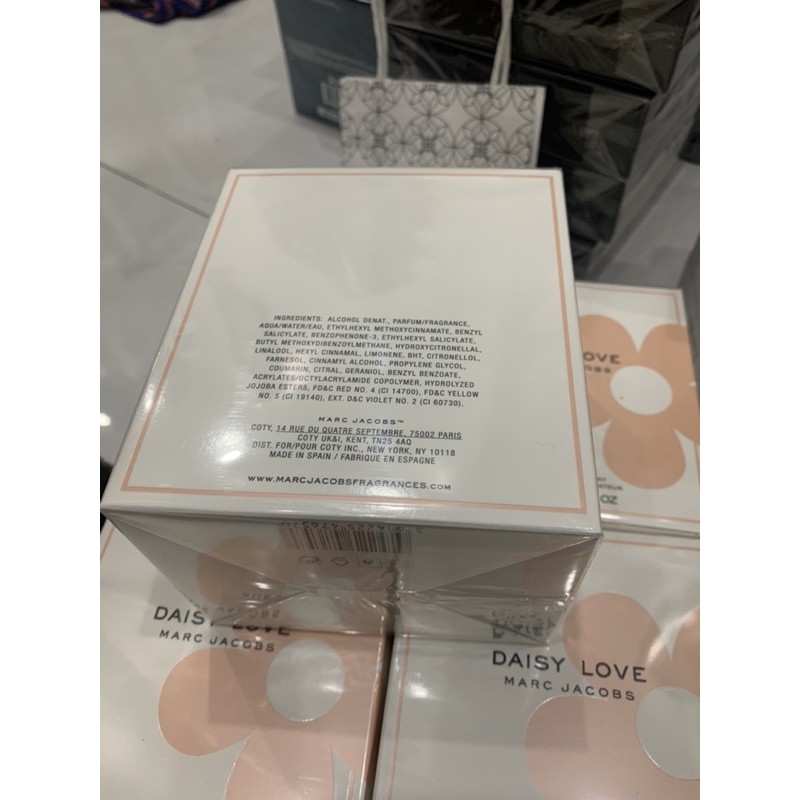 INGREDIENTS: ALCOHOL DENAT., PARFUM/FRAGRANCE,
AQUA/WATER/EAU, ETHYLHEXYL METHOXYCINNAMATE, BENZYL
SALICYLATE, BENZOPHENONE-3, ETHYLHEXYL SALICYLATE,
BUTYL METHOXYDIBENZOYLMETHANE, HYDROXYCITRONELLAL,
LINALOOL, HEXYL CINNAMAL, LIMONENE, BHT, CITRONELLOL,
FARNESOL, CINNAMYL ALCOHOL, PROPYLENE GLYCOL,
COUMARIN, CITRAL, GERANIOL, BENZYL BENZOATE,
ACRYLATES/OCTYLACRYLAMIDE COPOLYMER, HYDROLYZED
JOJOBA ESTERS, FD&C RED NO. 4 (CI 14700), FD&C YELLOW
NO. 5 (CI 19140), EXT. D&C VIOLET NO. 2 (CI 60730).
MARC JACOBS™
COTY, 14 RUE DU QUATRE SEPTEMBRE, 75002 PARIS
COTY UK&I, KENT, TN25 4AQ
DIST. FOR/POUR COTY INC., NEW YORK, NY 10118
MADE IN SPAIN / FABRIQUE EN ESPAGNE
WWW.MARCJACOBSFRAGRANCES.COM
LOVE
OZ
DAISY LOVE
MARC JACOBS
DAISY LOVE
MARC JACOBS